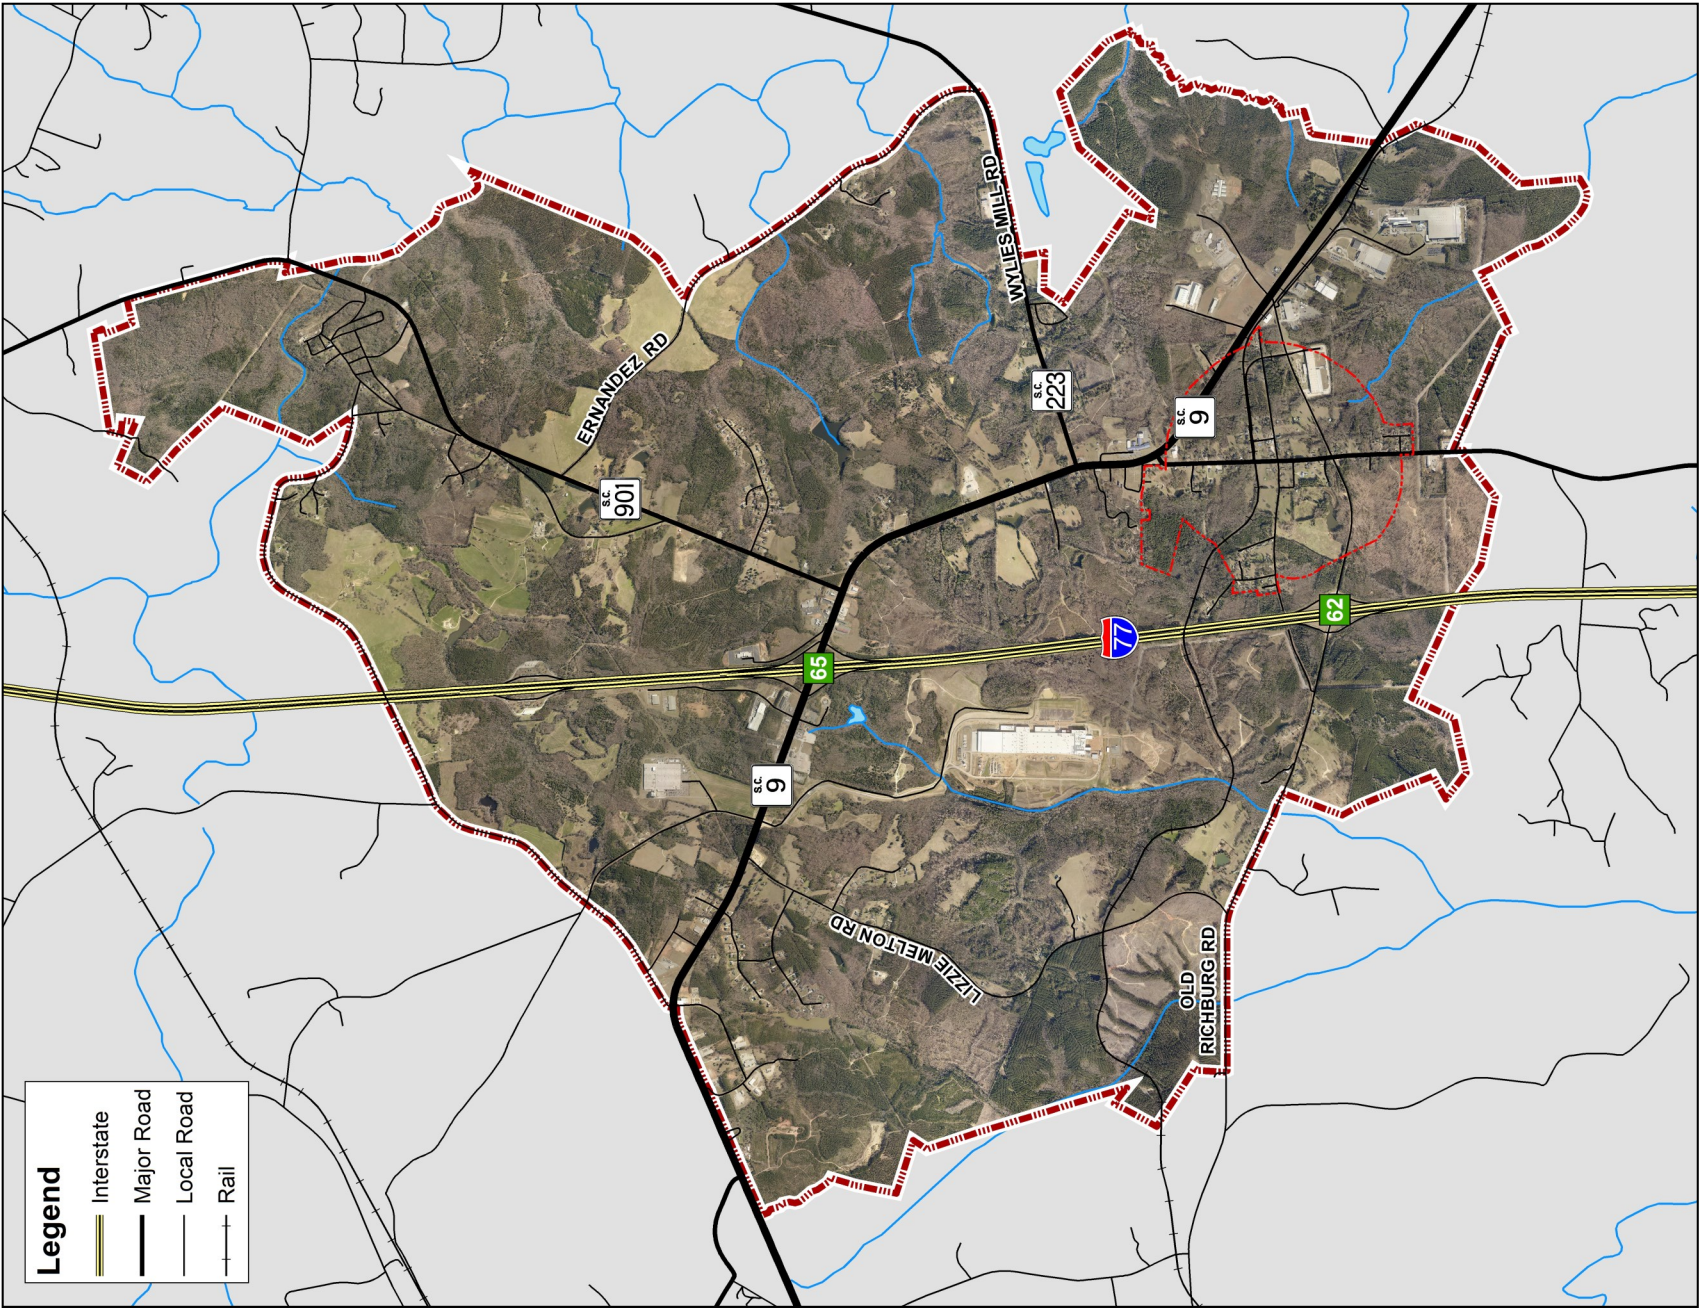 Legend
Interstate
Major Road
Local Road
Rail
S.C.
901
ERNANDEZ RD
WYLIES MILL RD
S.C.
223
S.C.
9
65
77
62
S.C.
9
LIZZIE MELTON RD
OLD
RICHBURG RD